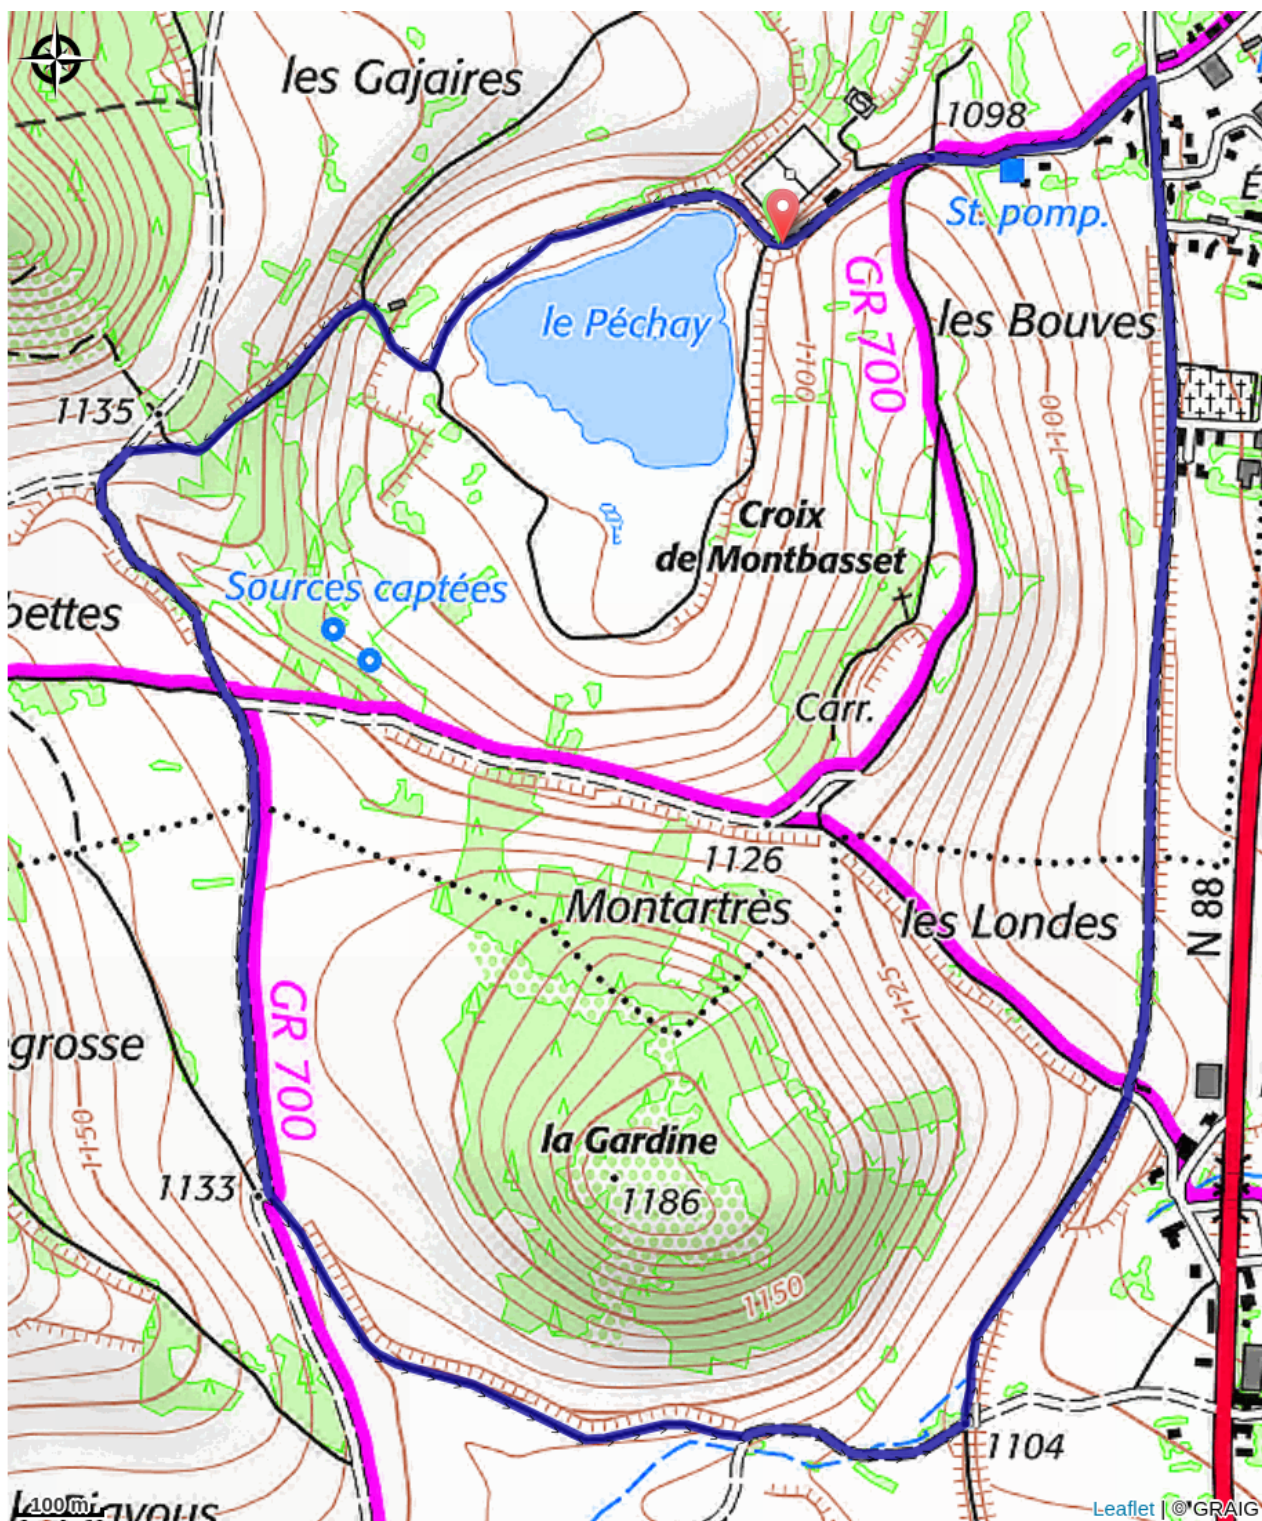 les Gajaires
1098
St. pomp.
le Péchay
GR 700
les Bouves
1100
1100
1135
Croix
de Montbasset
Sources captées
Carr.
1126
Montartrès
les Londes
N 88
1125
GR 700
grosse
1150
la Gardine
1133
1186
1150
1104
100 m
Leaflet | © GRAIG